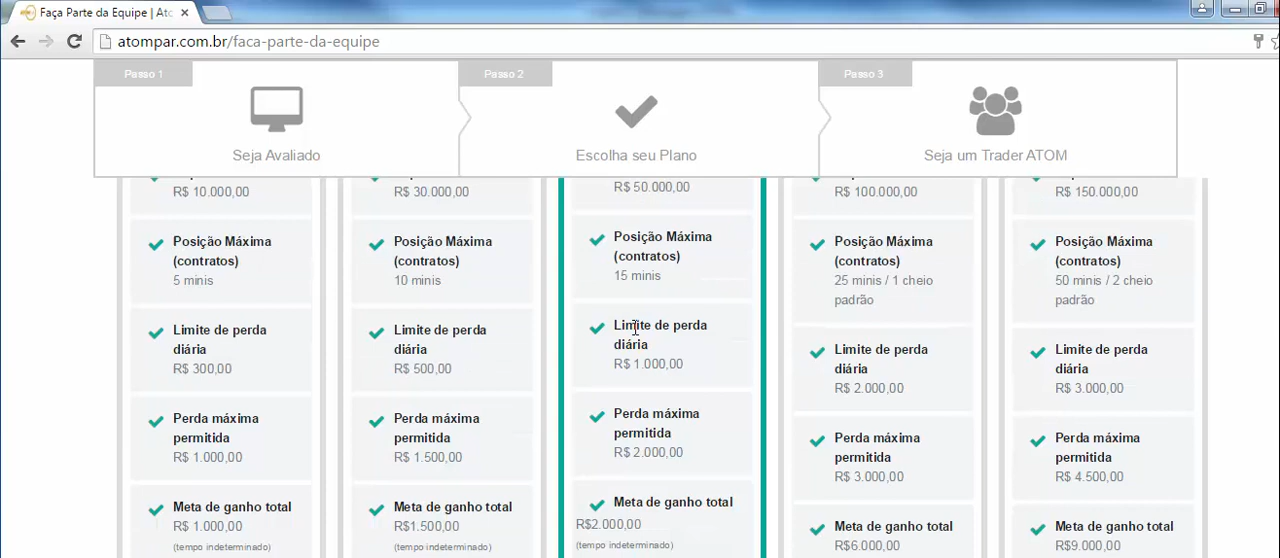 Faça Parte da Equipe | Ato
atompar.com.br/faca-parte-da-equipe
Passo 1
Seja Avaliado
Passo 2
Escolha seu Plano
Passo 3
Seja um Trader ATOM
R$ 10.000,00
Posição Máxima
(contratos)
5 minis
Limite de perda
diária
R$ 300,00
Perda máxima
permitida
R$ 1.000,00
Meta de ganho total
R$ 1.000,00
(tempo indeterminado)
R$ 30.000,00
Posição Máxima
(contratos)
10 minis
Limite de perda
diária
R$ 500,00
Perda máxima
permitida
R$ 1.500,00
Meta de ganho total
R$1.500,00
(tempo indeterminado)
R$ 50.000,00
Posição Máxima
(contratos)
15 minis
Limite de perda
diária
R$ 1.000,00
Perda máxima
permitida
R$ 2.000,00
Meta de ganho total
R$2.000,00
(tempo indeterminado)
R$ 100.000,00
Posição Máxima
(contratos)
25 minis / 1 cheio
padrão
Limite de perda
diária
R$ 2.000,00
Perda máxima
permitida
R$ 3.000,00
Meta de ganho total
R$6.000,00
R$ 150.000,00
Posição Máxima
(contratos)
50 minis / 2 cheio
padrão
Limite de perda
diária
R$ 3.000,00
Perda máxima
permitida
R$ 4.500,00
Meta de ganho total
R$9.000,00